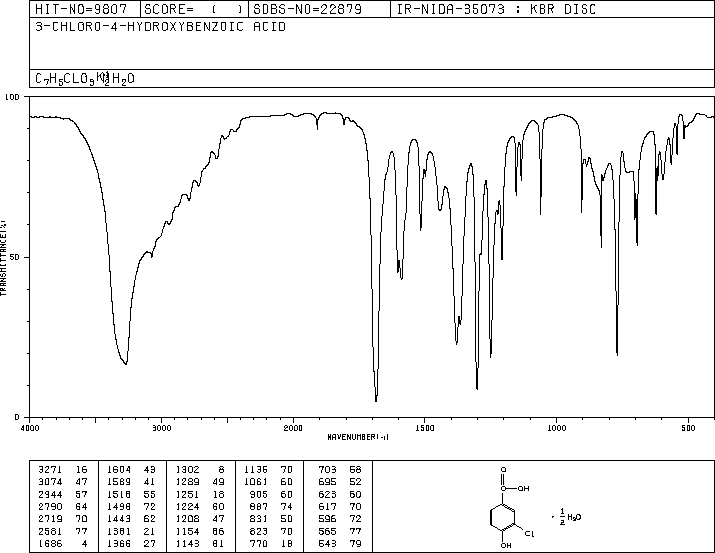 HIT-NO=9807 SCORE= ( ) SDBS-NO=22879 IR-NIDA-35073 : KBR DISC
3-CHLORO-4-HYDROXYBENZOIC ACID
C7H5CLO3 H2O
100
50
0
TRANSMITTANCE(%)
4000 3000 2000 1500 1000 500
WAVENUMBER(-1)
3271 16 1604 43 1302 8 1136 70 703 58
3074 47 1589 41 1289 49 1061 60 695 52
2944 57 1518 55 1251 18 905 60 623 60
2790 64 1498 72 1224 60 887 74 617 70
2719 70 1443 62 1208 47 831 50 596 72
2581 77 1381 21 1154 66 823 70 565 77
1686 4 1366 27 1143 81 770 18 543 79
O
O OH
· 1/2 H2O
Cl
OH